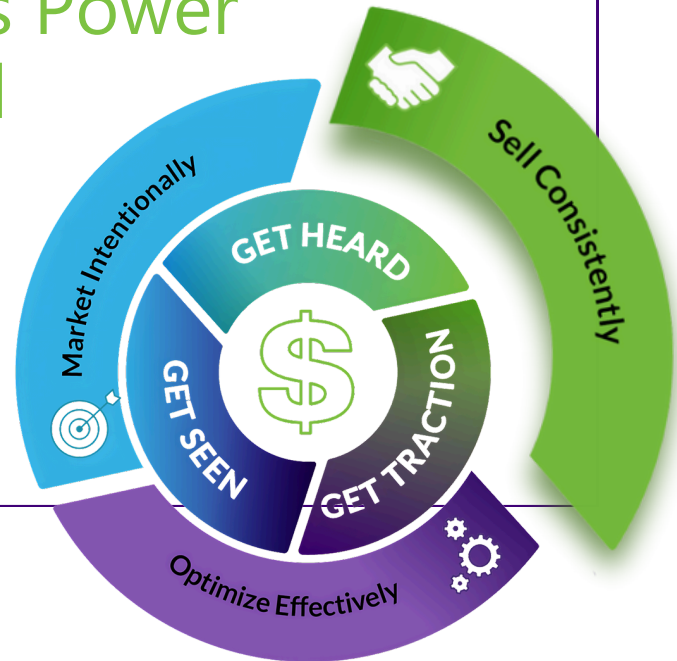 s Power
Sell Consistently
Market Intentionally
GET HEARD
$
GET TRACTION
GET SEEN
Optimize Effectively